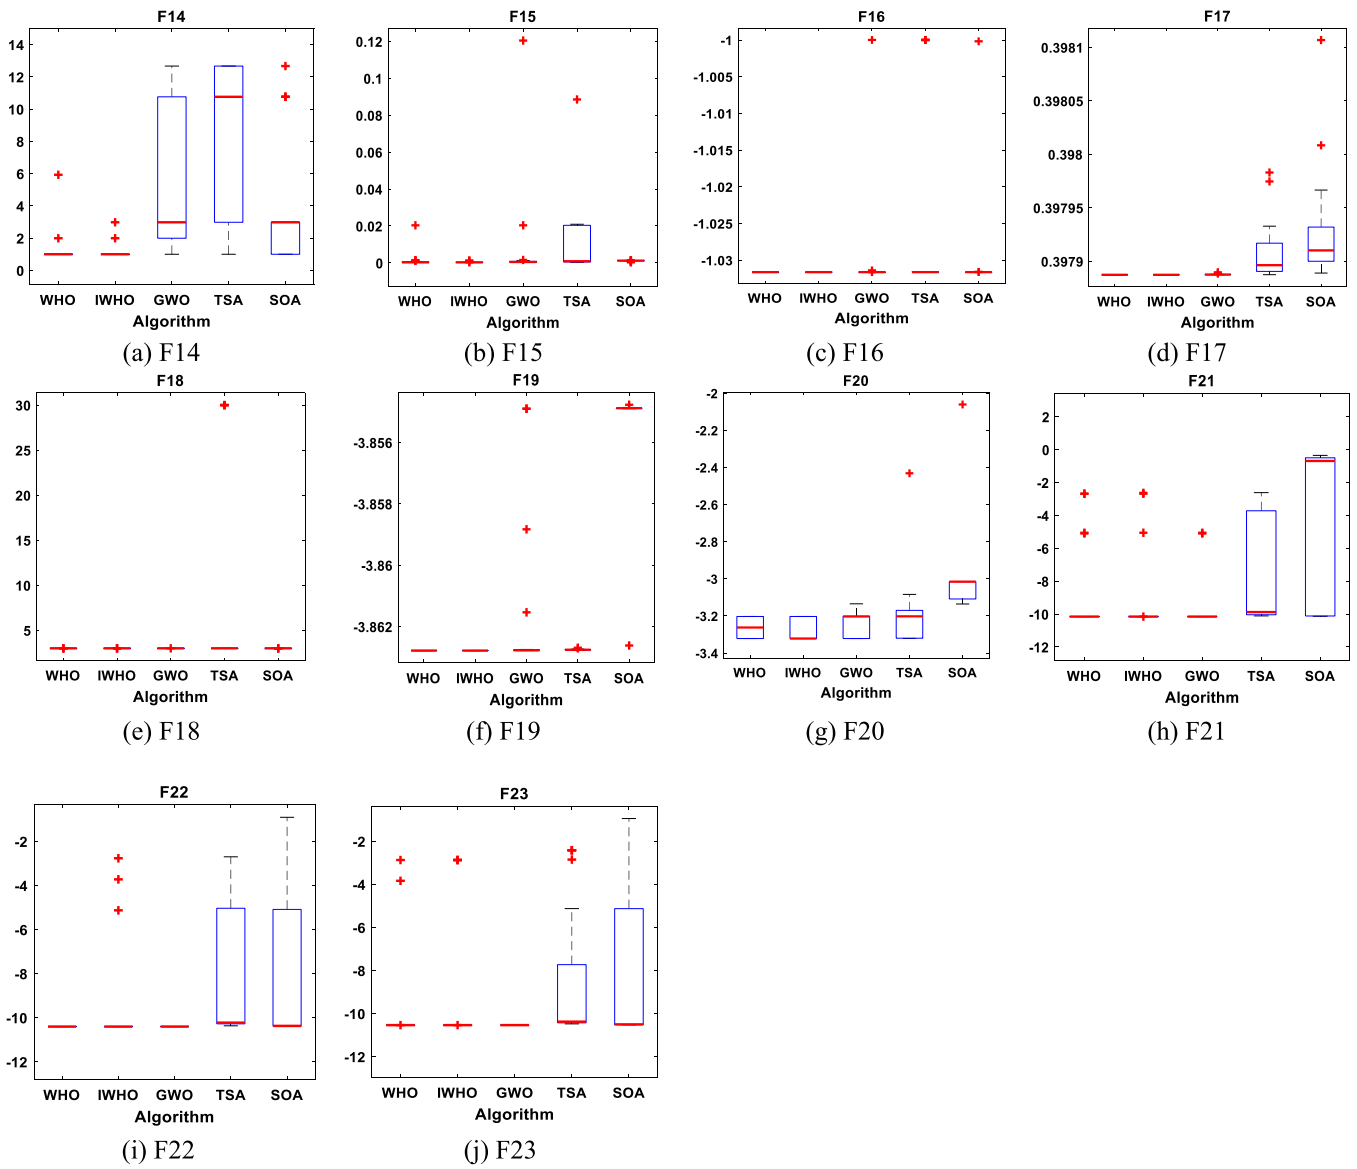 F14
14
12
10
8
6
4
2
0
WHO IWHO GWO TSA SOA
Algorithm
(a) F14
F15
0.12
0.1
0.08
0.06
0.04
0.02
0
WHO IWHO GWO TSA SOA
Algorithm
(b) F15
F16
-1
-1.005
-1.01
-1.015
-1.02
-1.025
-1.03
WHO IWHO GWO TSA SOA
Algorithm
(c) F16
F17
0.3981
0.39805
0.398
0.39795
0.3979
WHO IWHO GWO TSA SOA
Algorithm
(d) F17
F18
30
25
20
15
10
5
WHO IWHO GWO TSA SOA
Algorithm
(e) F18
F19
-3.856
-3.858
-3.86
-3.862
WHO IWHO GWO TSA SOA
Algorithm
(f) F19
F20
-2
-2.2
-2.4
-2.6
-2.8
-3
-3.2
-3.4
WHO IWHO GWO TSA SOA
Algorithm
(g) F20
F21
2
0
-2
-4
-6
-8
-10
-12
WHO IWHO GWO TSA SOA
Algorithm
(h) F21
F22
-2
-4
-6
-8
-10
-12
WHO IWHO GWO TSA SOA
Algorithm
(i) F22
F23
-2
-4
-6
-8
-10
-12
WHO IWHO GWO TSA SOA
Algorithm
(j) F23